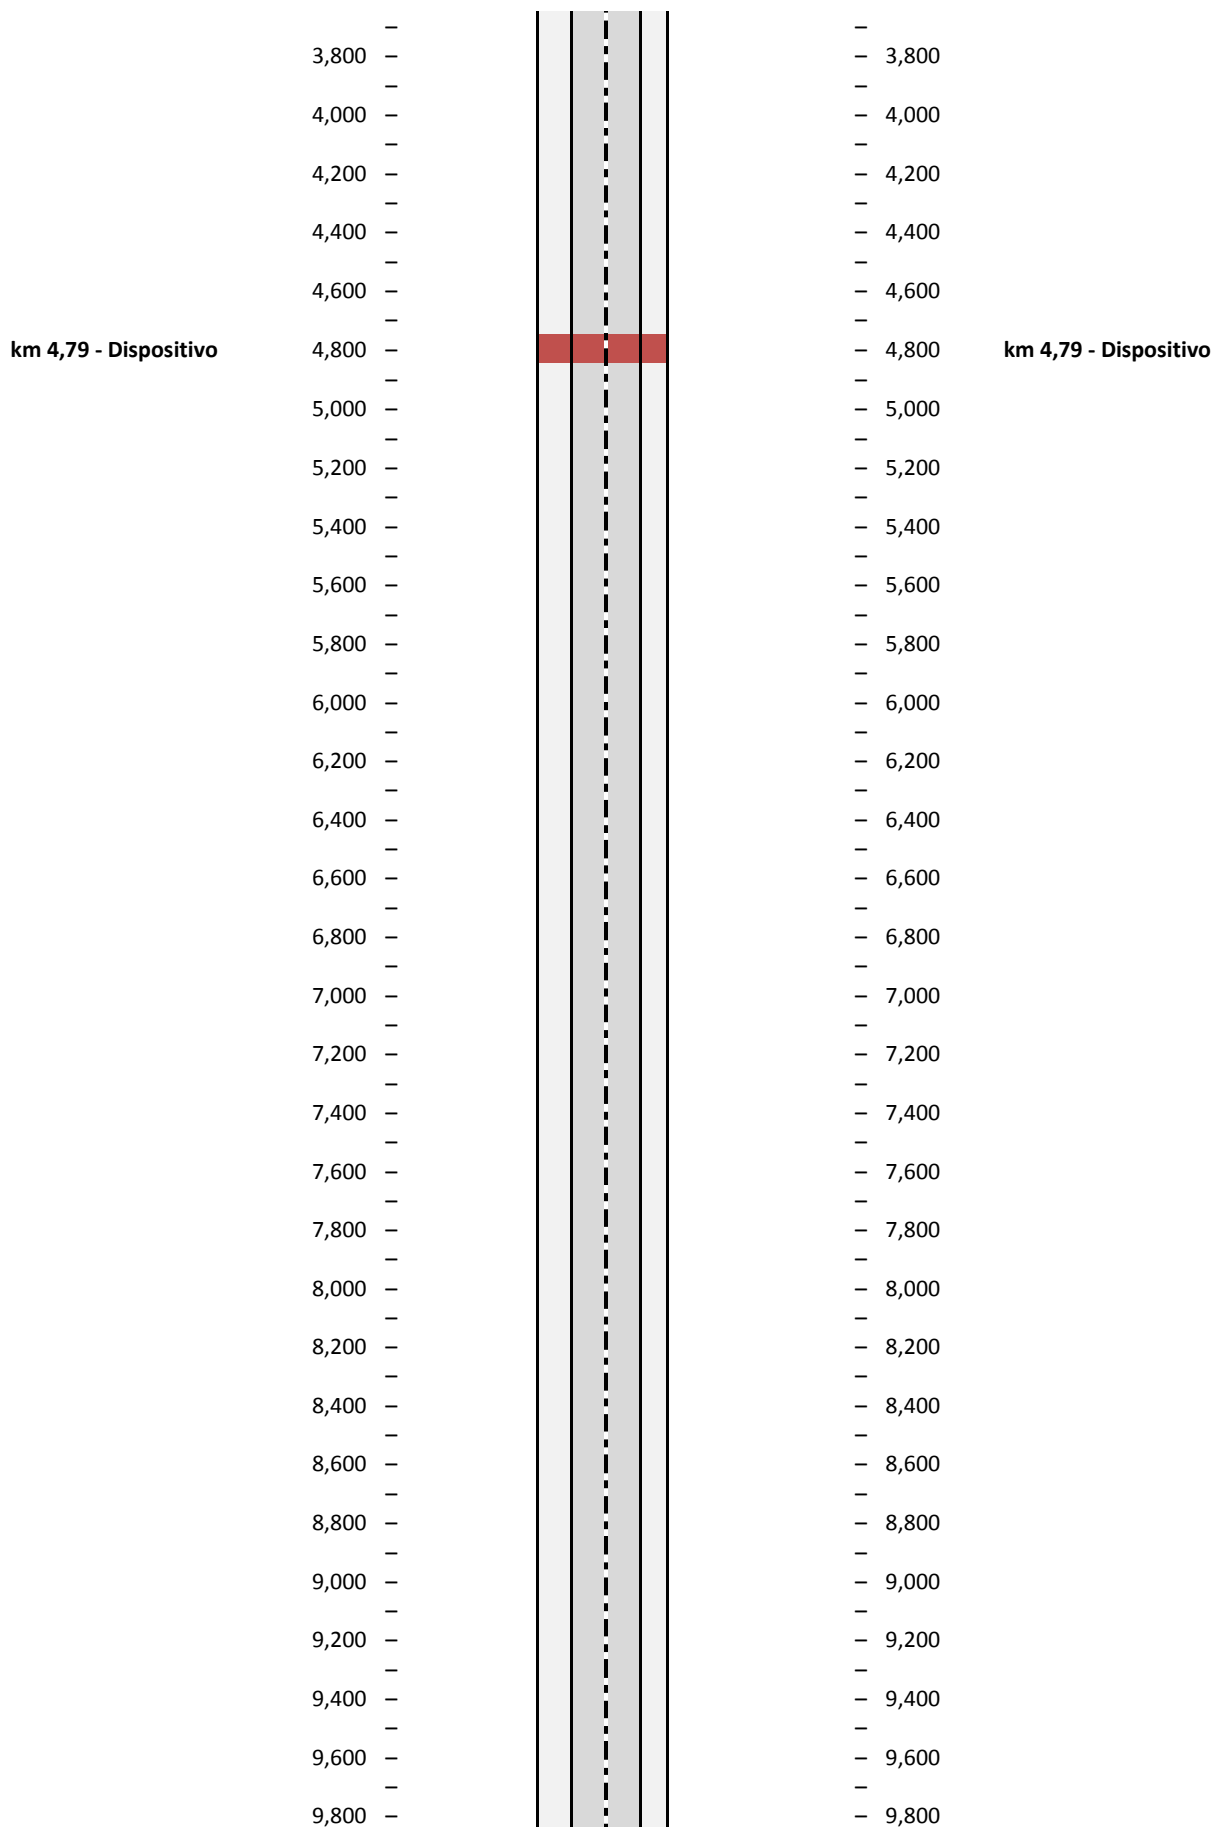 3,800 – – 3,800
4,000 – – 4,000
4,200 – – 4,200
4,400 – – 4,400
4,600 – – 4,600
km 4,79 - Dispositivo 4,800 – – 4,800 km 4,79 - Dispositivo
5,000 – – 5,000
5,200 – – 5,200
5,400 – – 5,400
5,600 – – 5,600
5,800 – – 5,800
6,000 – – 6,000
6,200 – – 6,200
6,400 – – 6,400
6,600 – – 6,600
6,800 – – 6,800
7,000 – – 7,000
7,200 – – 7,200
7,400 – – 7,400
7,600 – – 7,600
7,800 – – 7,800
8,000 – – 8,000
8,200 – – 8,200
8,400 – – 8,400
8,600 – – 8,600
8,800 – – 8,800
9,000 – – 9,000
9,200 – – 9,200
9,400 – – 9,400
9,600 – – 9,600
9,800 – – 9,800